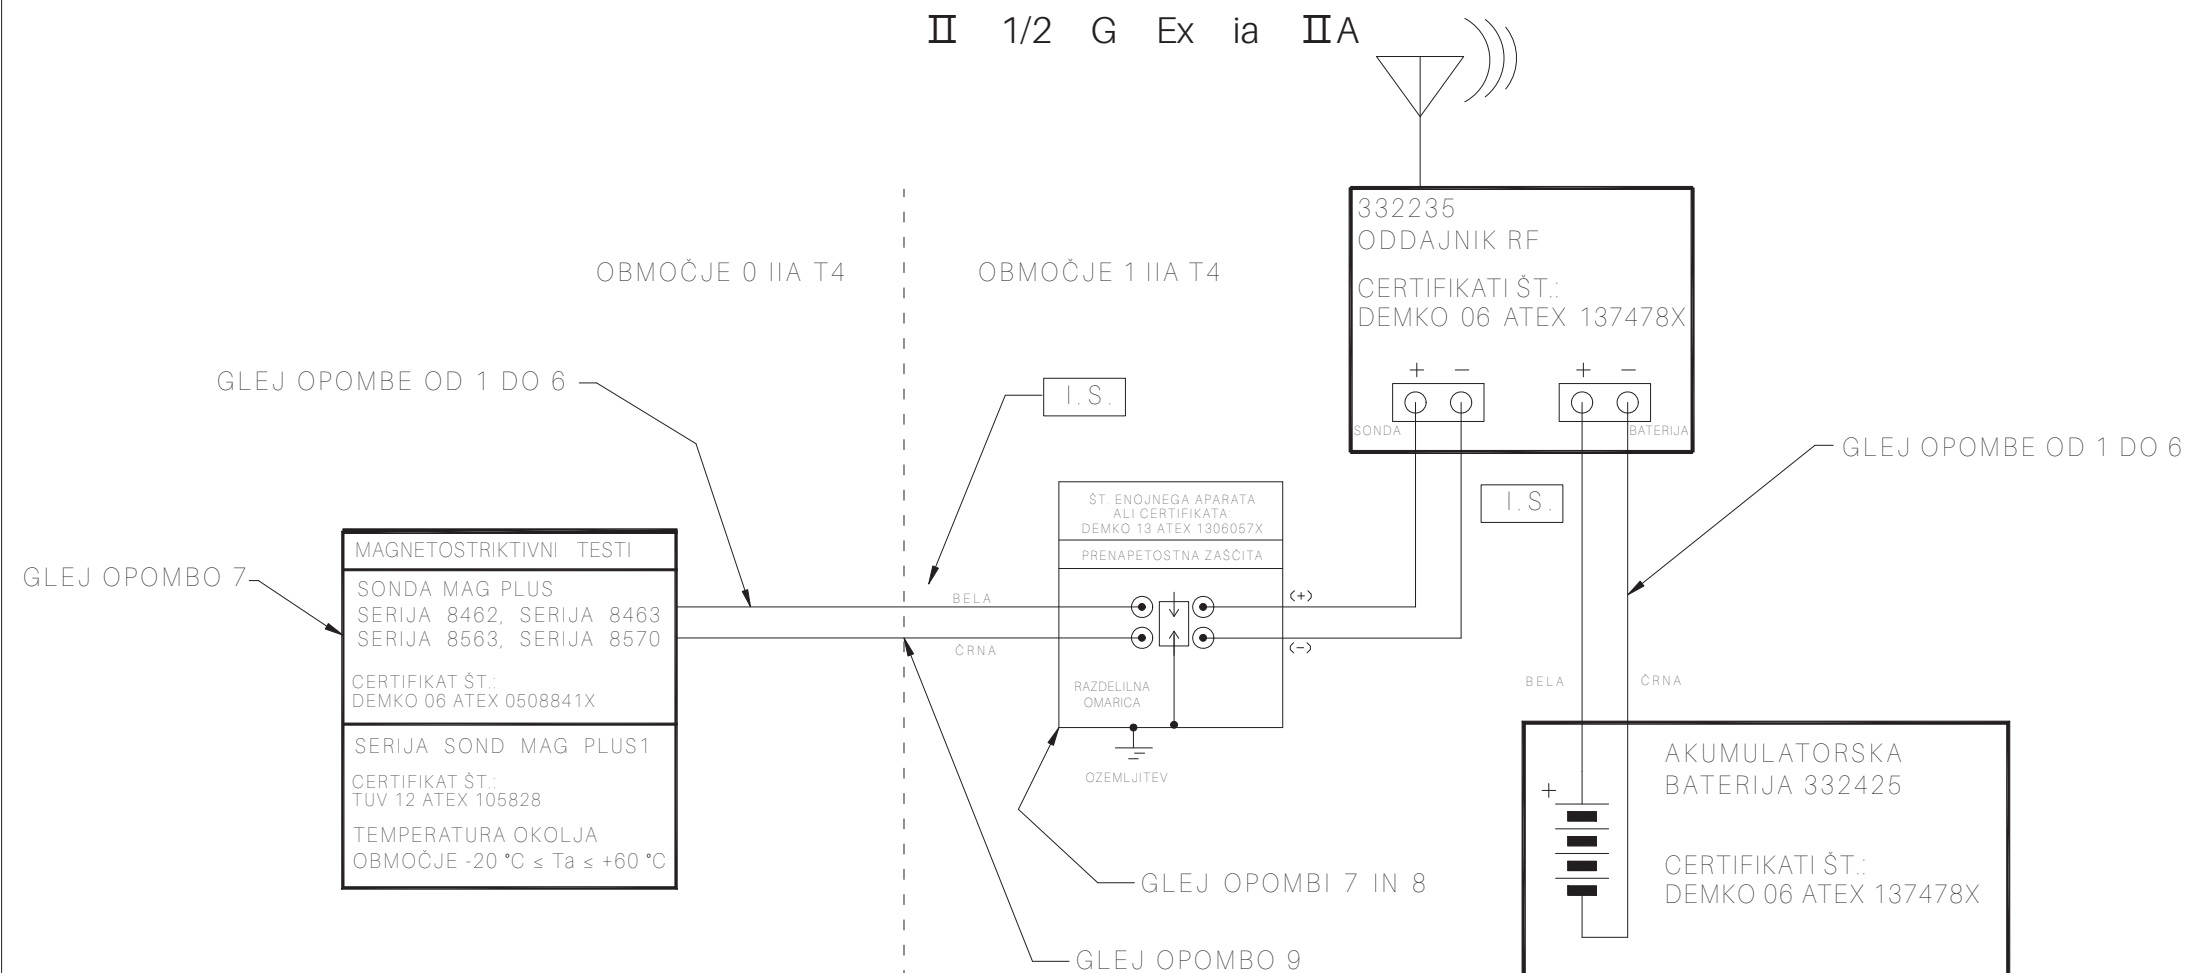 II 1/2 G Ex ia IIA
332235
ODDAJNIK RF
CERTIFIKATI ŠT.:
DEMKO 06 ATEX 137478X
+ − + −
SONDA
BATERIJA
OBMOČJE 0 IIA T4
OBMOČJE 1 IIA T4
GLEJ OPOMBE OD 1 DO 6
I.S.
GLEJ OPOMBE OD 1 DO 6
I.S.
ŠT. ENOJNEGA APARATA
ALI CERTIFIKATA:
DEMKO 13 ATEX 1306057X
PRENAPETOSTNA ZAŠČITA
MAGNETOSTRIKTIVNI TESTI
GLEJ OPOMBO 7
SONDA MAG PLUS
SERIJA 8462, SERIJA 8463
SERIJA 8563, SERIJA 8570
CERTIFIKAT ŠT.:
DEMKO 06 ATEX 0508841X
BELA
(+)
ČRNA
(−)
RAZDELILNA
OMARICA
OZEMLJITEV
BELA
ČRNA
SERIJA SOND MAG PLUS1
CERTIFIKAT ŠT.:
TUV 12 ATEX 105828
TEMPERATURA OKOLJA
OBMOČJE -20 °C ≤ Ta ≤ +60 °C
AKUMULATORSKA
BATERIJA 332425
+
CERTIFIKATI ŠT.:
DEMKO 06 ATEX 137478X
GLEJ OPOMBI 7 IN 8
GLEJ OPOMBO 9